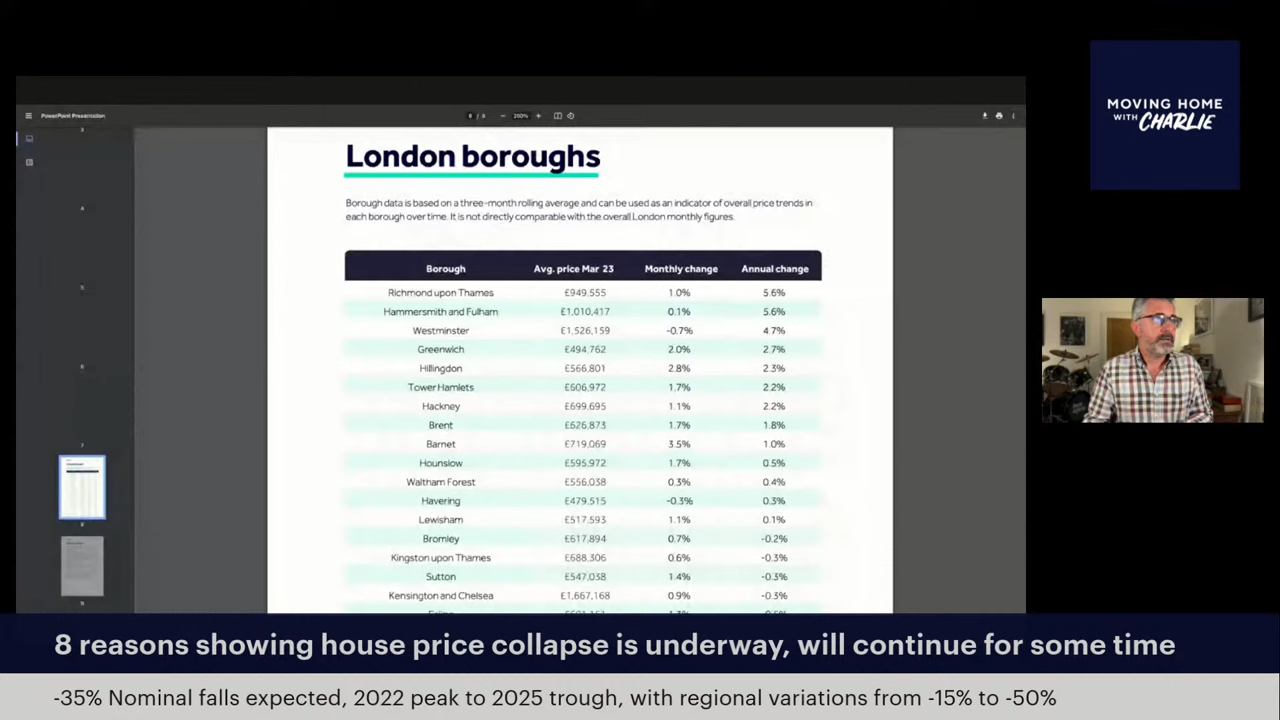 MOVING HOME
WITH CHARLIE
PowerPoint Presentation
8 / 8
200%
3
4
5
6
7
8
London boroughs
Borough data is based on a three-month rolling average and can be used as an indicator of overall price trends in
each borough over time. It is not directly comparable with the overall London monthly figures.
Borough Avg. price Mar 23 Monthly change Annual change
Richmond upon Thames £949,555 1.0% 5.6%
Hammersmith and Fulham £1,010,417 0.1% 5.6%
Westminster £1,526,159 -0.7% 4.7%
Greenwich £494,762 2.0% 2.7%
Hillingdon £566,801 2.8% 2.3%
Tower Hamlets £606,972 1.7% 2.2%
Hackney £699,695 1.1% 2.2%
Brent £626,873 1.7% 1.8%
Barnet £719,069 3.5% 1.0%
Hounslow £595,972 1.7% 0.5%
Waltham Forest £556,038 0.3% 0.4%
Havering £479,515 -0.3% 0.3%
Lewisham £517,593 1.1% 0.1%
Bromley £617,894 0.7% -0.2%
Kingston upon Thames £688,306 0.6% -0.3%
Sutton £547,038 1.4% -0.3%
Kensington and Chelsea £1,667,168 0.9% -0.3%
8 reasons showing house price collapse is underway, will continue for some time
-35% Nominal falls expected, 2022 peak to 2025 trough, with regional variations from -15% to -50%